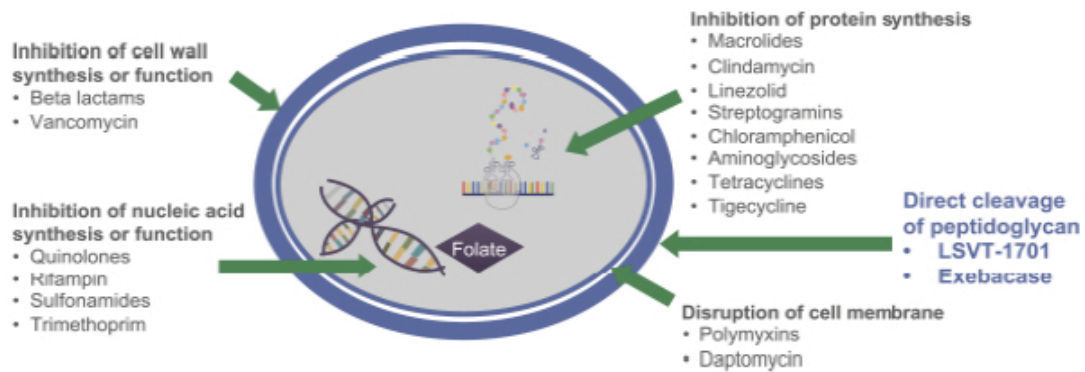 Inhibition of cell wall
synthesis or function
• Beta lactams
• Vancomycin
Inhibition of nucleic acid
synthesis or function
• Quinolones
• Rifampin
• Sulfonamides
• Trimethoprim
Folate
Inhibition of protein synthesis
• Macrolides
• Clindamycin
• Linezolid
• Streptogramins
• Chloramphenicol
• Aminoglycosides
• Tetracyclines
• Tigecycline
Direct cleavage
of peptidoglycan
• LSVT-1701
• Exebacase
Disruption of cell membrane
• Polymyxins
• Daptomycin